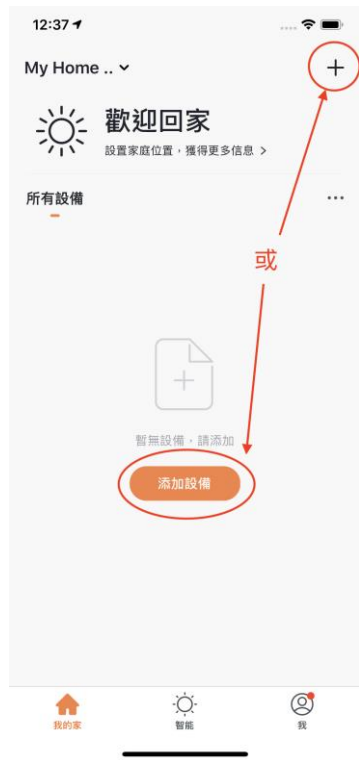 12:37
My Home ..
歡迎回家
設置家庭位置，獲得更多信息 >
所有設備
或
暫無設備，請添加
添加設備
我的家
智能
我